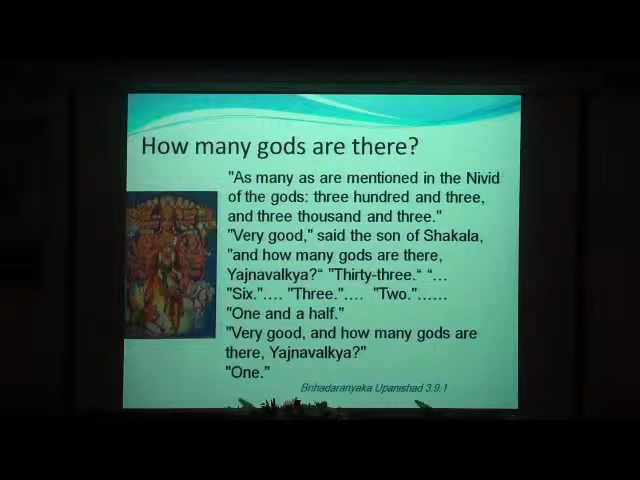 How many gods are there?
"As many as are mentioned in the Nivid
of the gods: three hundred and three,
and three thousand and three."
"Very good," said the son of Shakala,
"and how many gods are there,
Yajnavalkya?“ "Thirty-three.“ “…
"Six."…. "Three."…. "Two."……
"One and a half."
"Very good, and how many gods are
there, Yajnavalkya?"
"One."
Brihadaranyaka Upanishad 3.9.1